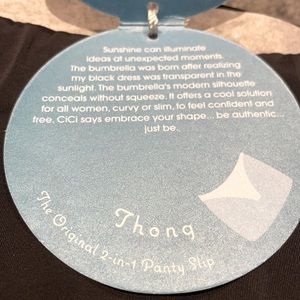 Sunshine can illuminate
ideas at unexpected moments.
The bumbrella was born after realizing
my black dress was transparent in the
sunlight. The bumbrella's modern silhouette
conceals without squeeze. It offers a cool solution
for all women, curvy or slim, to feel confident and
free. CiCi says embrace your shape... be authentic...
just be.
Thong
The Original 2-in-1 Panty Slip